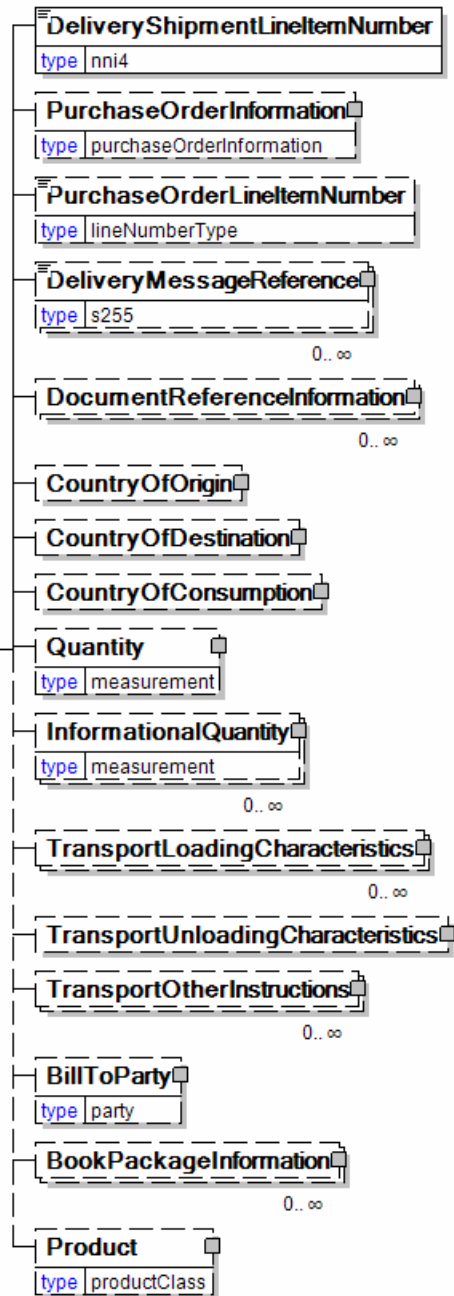 DeliveryShipmentLineItemNumber
type nni4
PurchaseOrderInformation
type purchaseOrderInformation
PurchaseOrderLineItemNumber
type lineNumberType
DeliveryMessageReference
type s255
0.. ∞
DocumentReferenceInformation
0.. ∞
CountryOfOrigin
CountryOfDestination
CountryOfConsumption
Quantity
type measurement
InformationalQuantity
type measurement
0.. ∞
TransportLoadingCharacteristics
0.. ∞
TransportUnloadingCharacteristics
TransportOtherInstructions
0.. ∞
BillToParty
type party
BookPackageInformation
0.. ∞
Product
type productClass